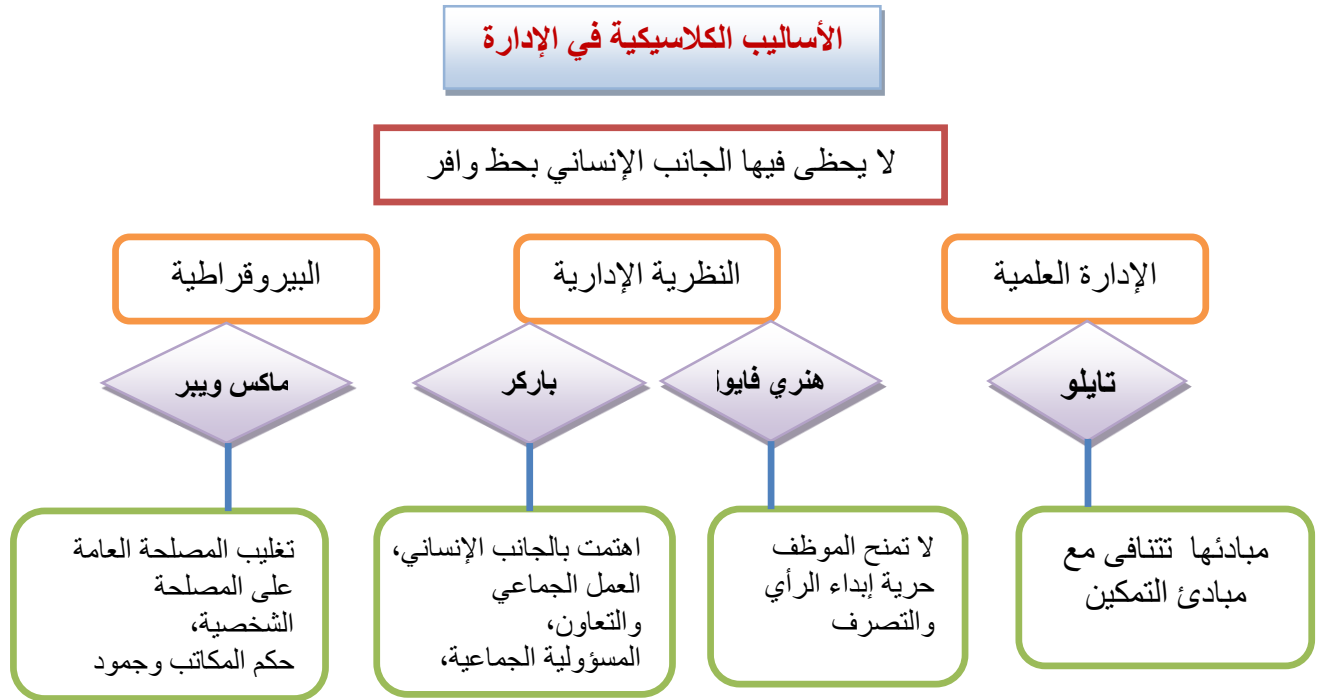 الأساليب الكلاسيكية في الإدارة
لا يحظى فيها الجانب الإنساني بحظ وافر
الإدارة العلمية
النظرية الإدارية
البيروقراطية
تايلو
هنري فايول
باركر
ماكس ويبر
مبادئها تتنافى مع
مبادئ التمكين
لا تمنح الموظف
حرية إبداء الرأي
والتصرف
اهتمت بالجانب الإنساني،
العمل الجماعي
والتعاون،
المسؤولية الجماعية،
تغليب المصلحة العامة
على المصلحة
الشخصية،
حكم المكاتب وجمود